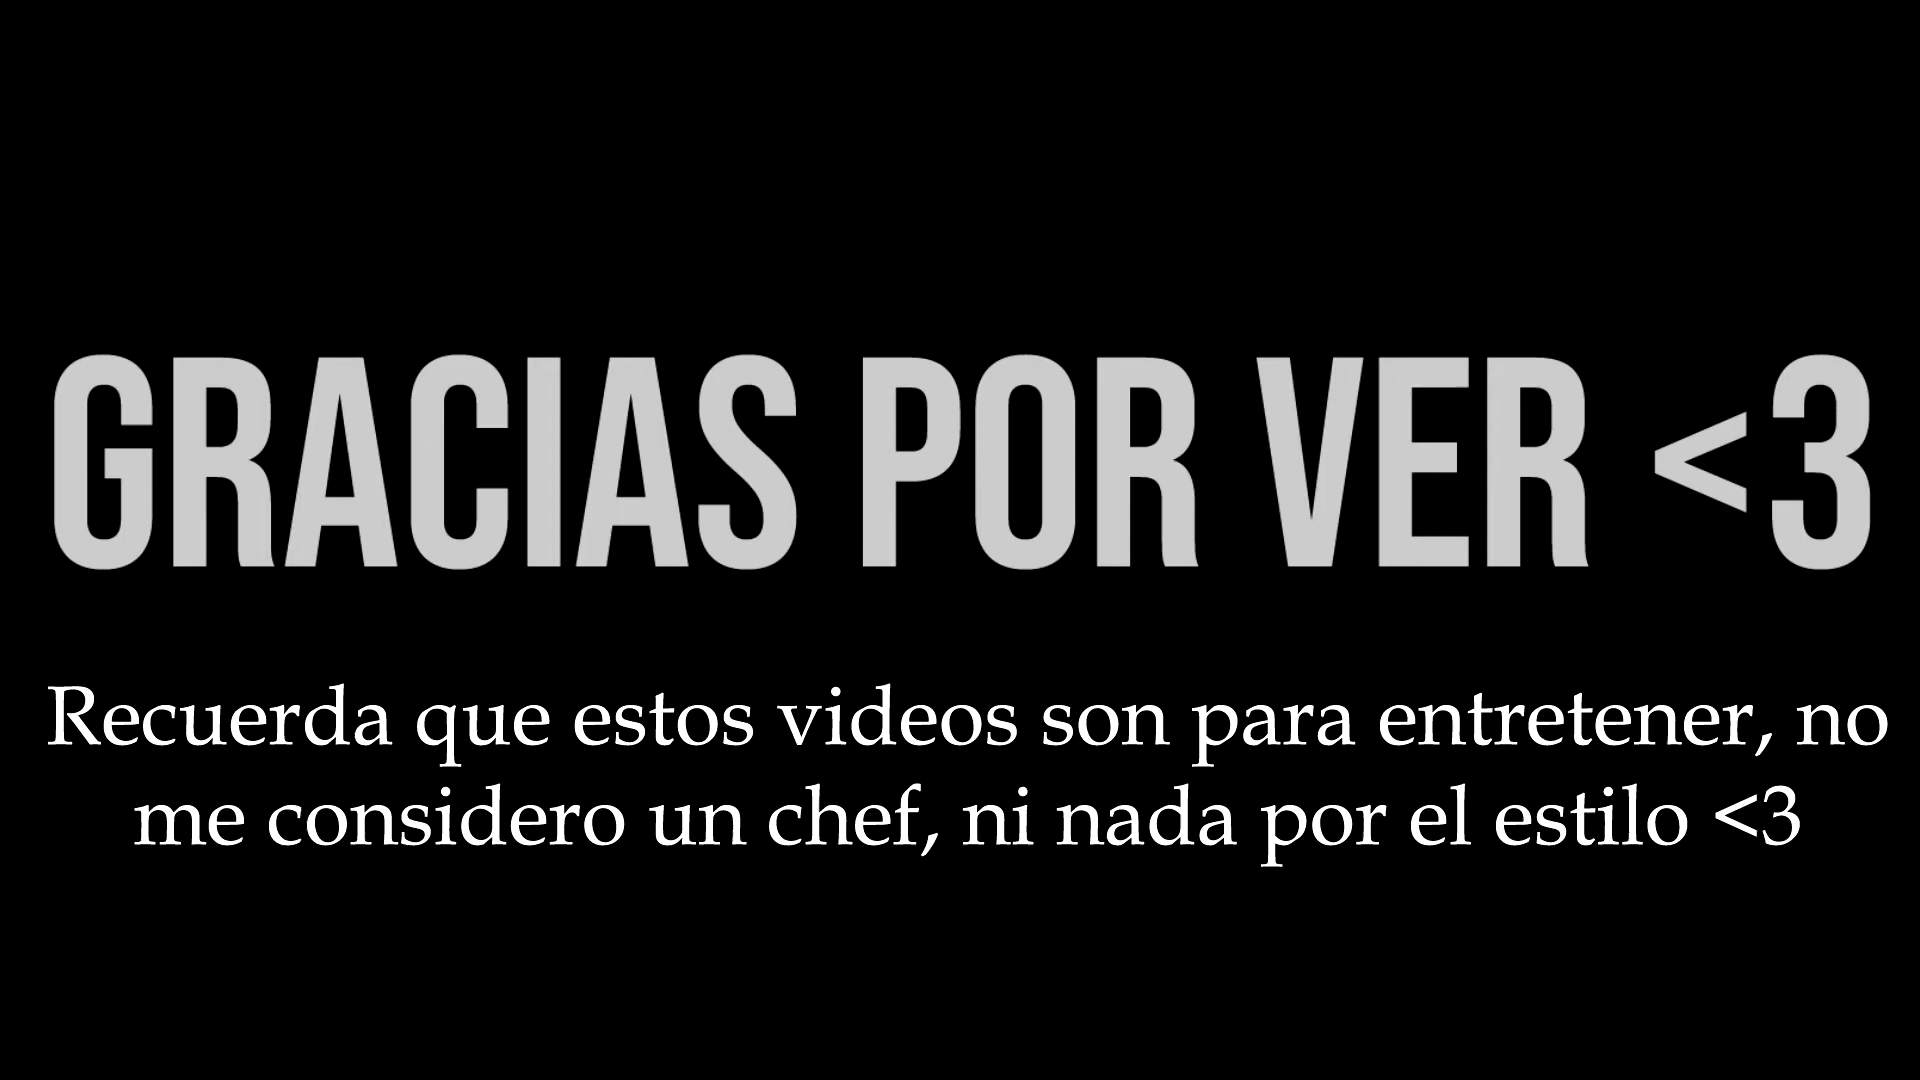 GRACIAS POR VER <3
Recuerda que estos videos son para entretener, no
me considero un chef, ni nada por el estilo <3